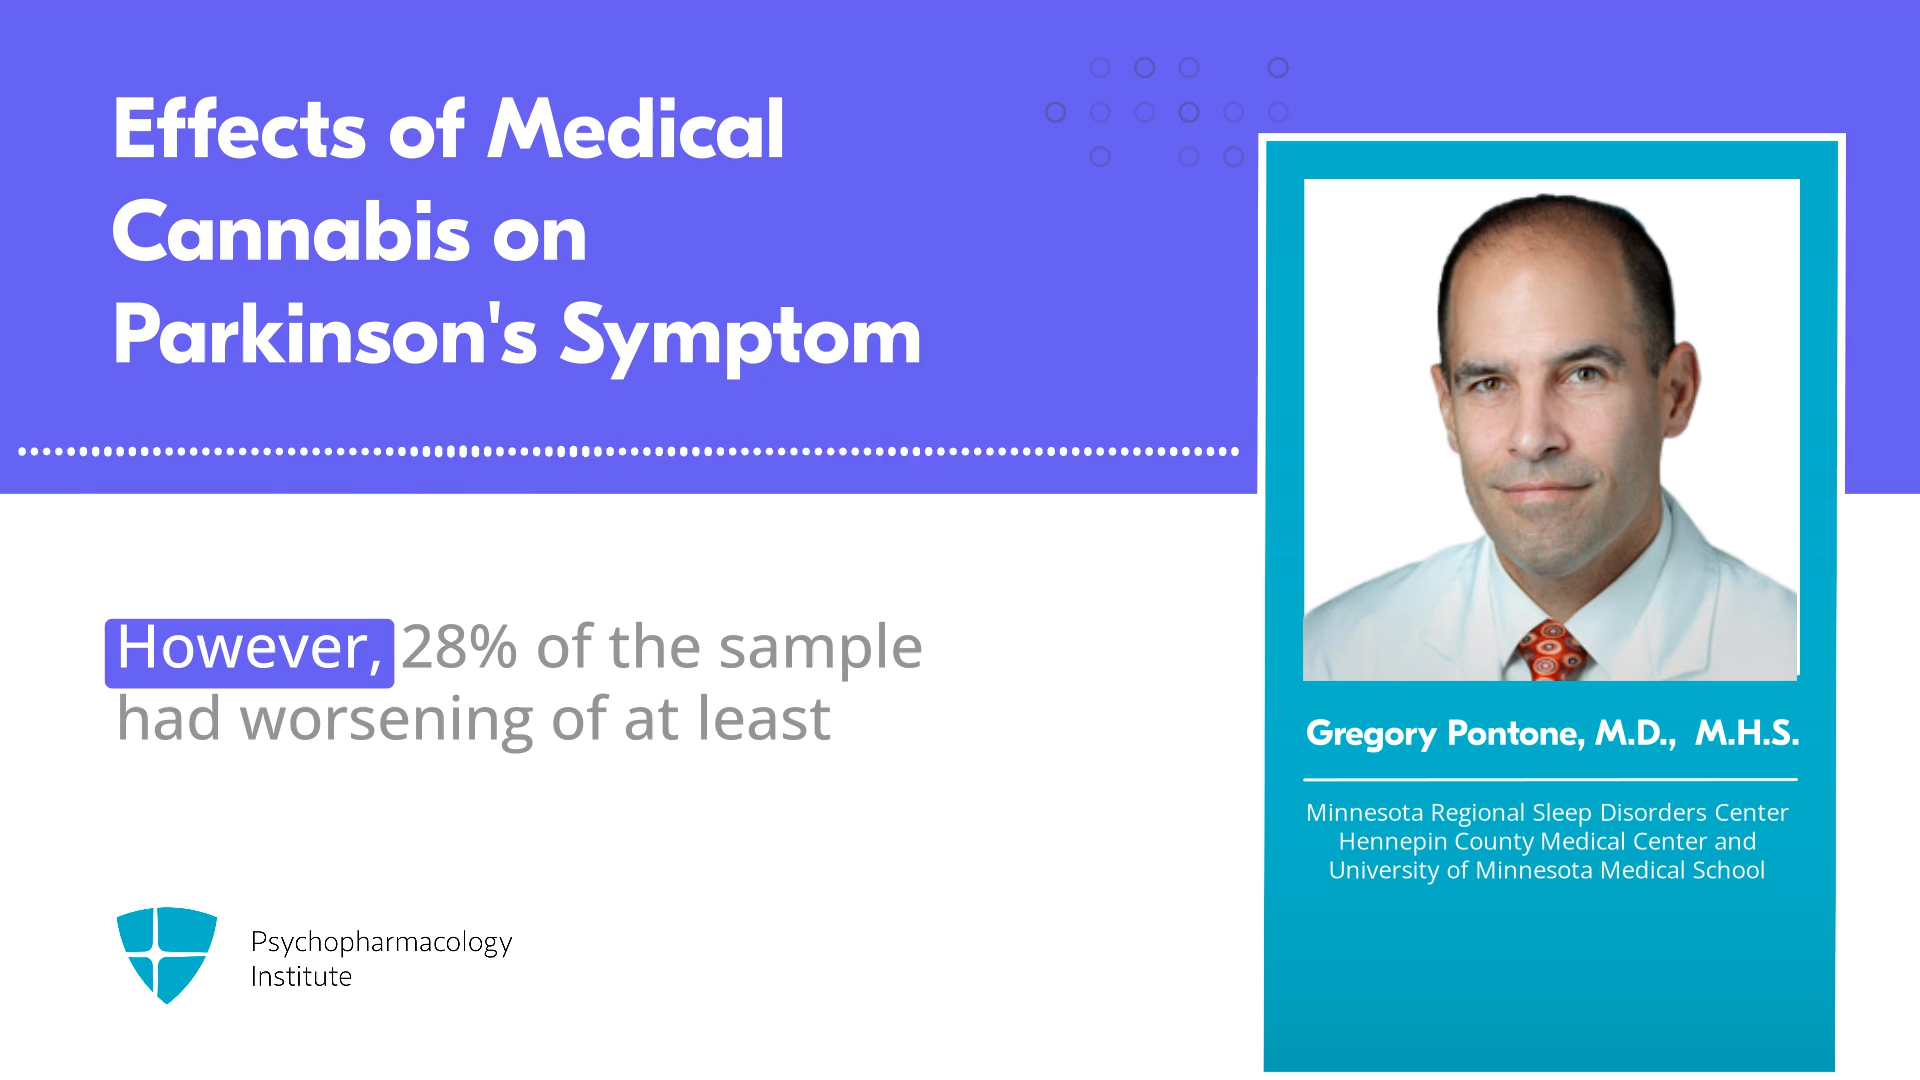 Effects of Medical
Cannabis on
Parkinson's Symptom
However, 28% of the sample
had worsening of at least
Gregory Pontone, M.D.,  M.H.S.
Minnesota Regional Sleep Disorders Center
Hennepin County Medical Center and
University of Minnesota Medical School
Psychopharmacology
Institute